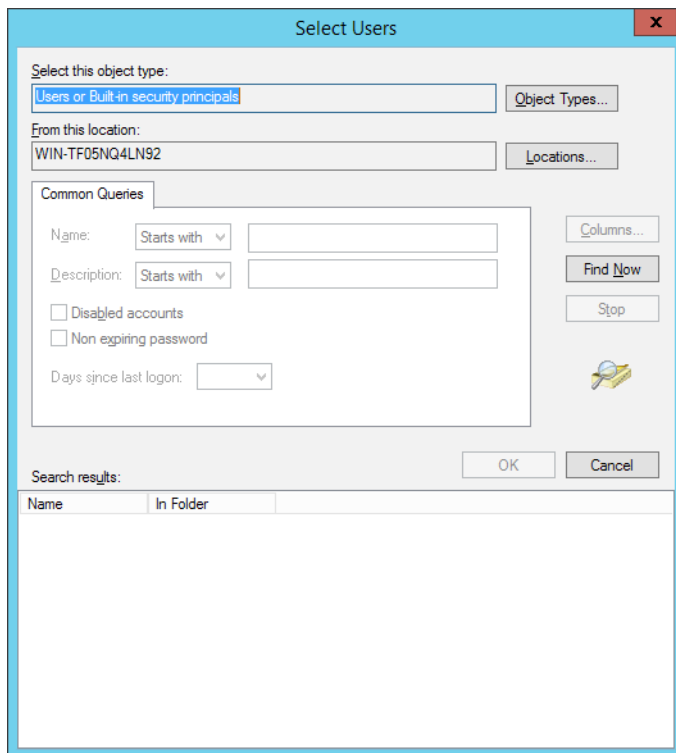 Select Users
x
Select this object type:
Users or Built-in security principals
Object Types...
From this location:
WIN-TF05NQ4LN92
Locations...
Common Queries
Name:
Starts with
Columns...
Description:
Starts with
Find Now
Disabled accounts
Stop
Non expiring password
Days since last logon:
OK
Cancel
Search results:
Name In Folder